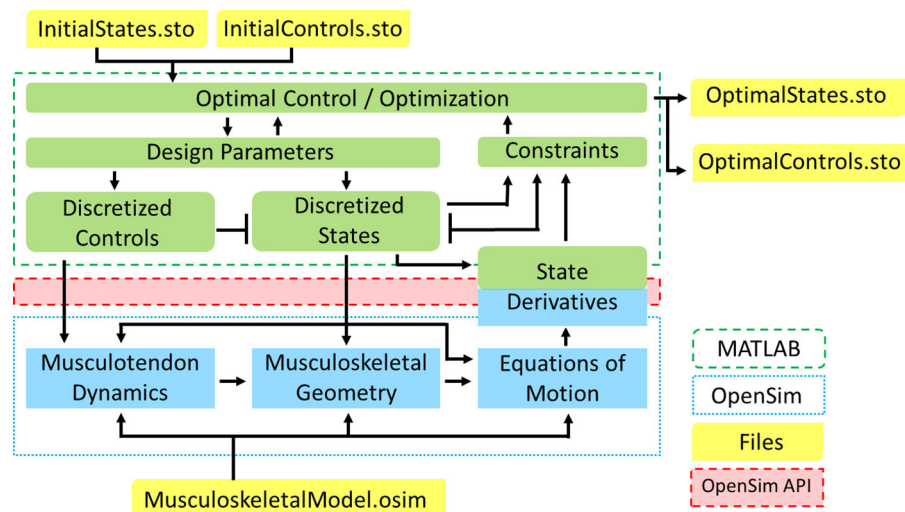 InitialStates.sto
InitialControls.sto
Optimal Control / Optimization
OptimalStates.sto
Design Parameters
Constraints
OptimalControls.sto
Discretized
Controls
Discretized
States
State
Derivatives
Musculotendon
Dynamics
Musculoskeletal
Geometry
Equations of
Motion
MATLAB
OpenSim
Files
OpenSim API
MusculoskeletalModel.osim